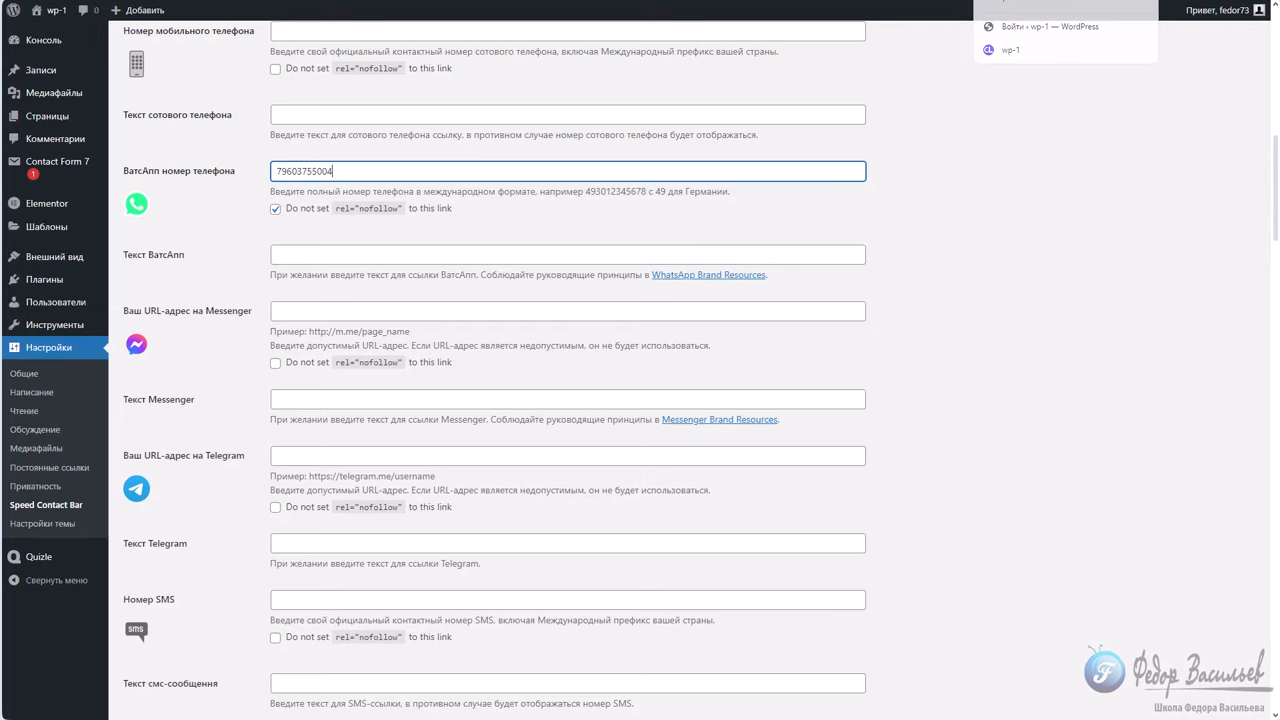 wp-1
0
Добавить
Привет, fedor73
Войти ‹ wp-1 — WordPress
wp-1
Консоль
Записи
Медиафайлы
Страницы
Комментарии
Contact Form 7
1
Elementor
Шаблоны
Внешний вид
Плагины
Пользователи
Инструменты
Настройки
Общие
Написание
Чтение
Обсуждение
Медиафайлы
Постоянные ссылки
Приватность
Speed Contact Bar
Настройки темы
Quizle
Свернуть меню
Номер мобильного телефона
Введите свой официальный контактный номер сотового телефона, включая Международный префикс вашей страны.
Do not set rel="nofollow" to this link
Текст сотового телефона
Введите текст для сотового телефона ссылку, в противном случае номер сотового телефона будет отображаться.
ВатсАпп номер телефона
79603755004
Введите полный номер телефона в международном формате, например 493012345678 с 49 для Германии.
Do not set rel="nofollow" to this link
Текст ВатсАпп
При желании введите текст для ссылки ВатсАпп. Соблюдайте руководящие принципы в WhatsApp Brand Resources.
Ваш URL-адрес на Messenger
Пример: http://m.me/page_name
Введите допустимый URL-адрес. Если URL-адрес является недопустимым, он не будет использоваться.
Do not set rel="nofollow" to this link
Текст Messenger
При желании введите текст для ссылки Messenger. Соблюдайте руководящие принципы в Messenger Brand Resources.
Ваш URL-адрес на Telegram
Пример: https://telegram.me/username
Введите допустимый URL-адрес. Если URL-адрес является недопустимым, он не будет использоваться.
Do not set rel="nofollow" to this link
Текст Telegram
При желании введите текст для ссылки Telegram.
Номер SMS
sms
Введите свой официальный контактный номер SMS, включая Международный префикс вашей страны.
Do not set rel="nofollow" to this link
Текст смс-сообщения
Введите текст для SMS-ссылки, в противном случае будет отображаться номер SMS.
F
Федор Васильев
Школа Федора Васильева